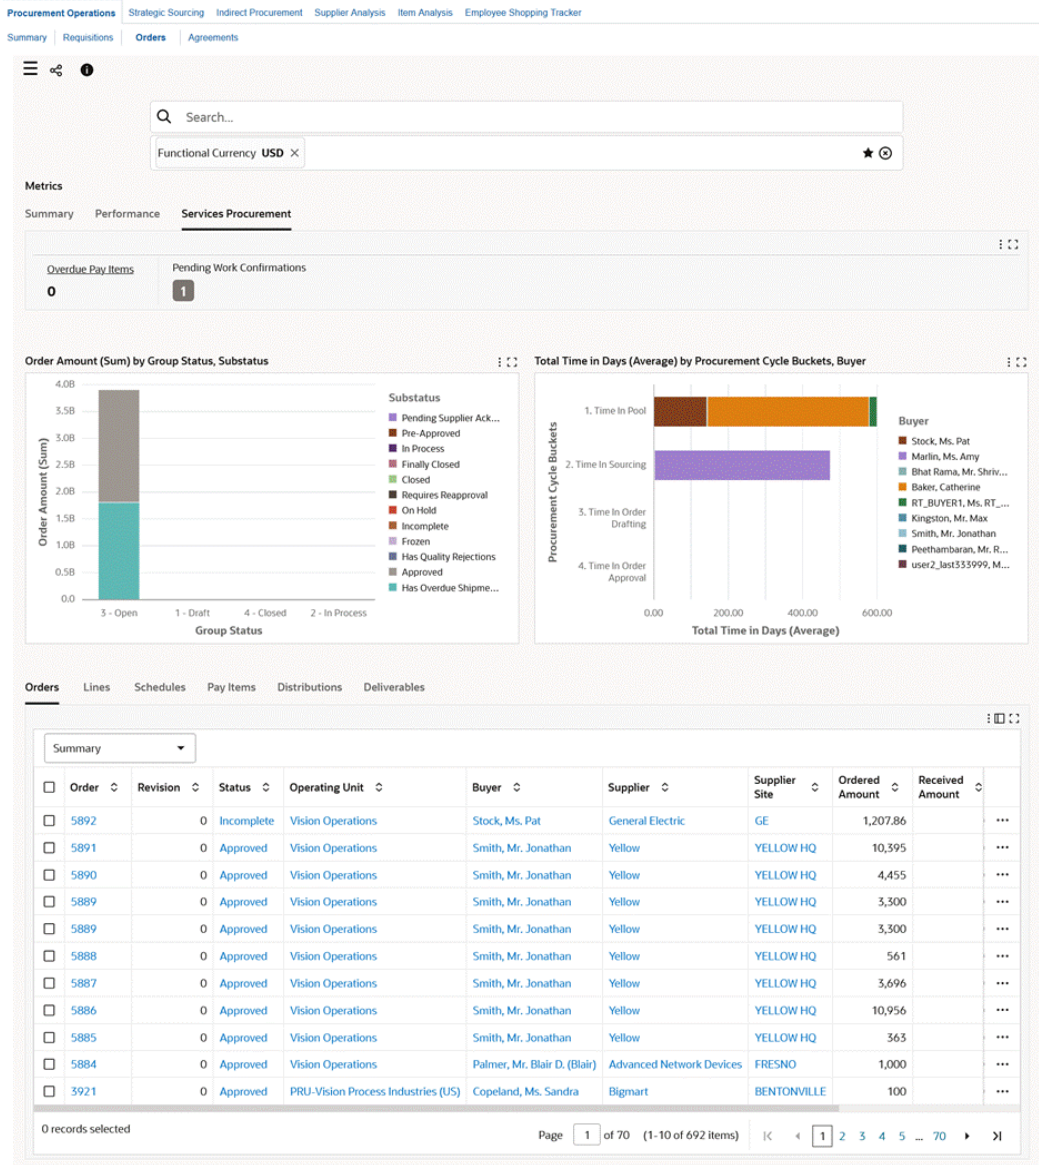 Procurement Operations Strategic Sourcing Indirect Procurement Supplier Analysis Item Analysis Employee Shopping Tracker
Summary Requisitions Orders Agreements
Search...
Functional Currency USD
Metrics
Summary Performance Services Procurement
Overdue Pay Items Pending Work Confirmations
0 1
Order Amount (Sum) by Group Status, Substatus
4.0B
3.5B
3.0B
2.5B
2.0B
1.5B
1.0B
0.5B
0.0
Order Amount (Sum)
3 - Open 1 - Draft 4 - Closed 2 - In Process
Group Status
Substatus
Pending Supplier Ack...
Pre-Approved
In Process
Finally Closed
Closed
Requires Reapproval
On Hold
Incomplete
Frozen
Has Quality Rejections
Approved
Has Overdue Shipme...
Total Time in Days (Average) by Procurement Cycle Buckets, Buyer
Procurement Cycle Buckets
1. Time In Pool
2. Time In Sourcing
3. Time In Order
Drafting
4. Time In Order
Approval
0.00 200.00 400.00 600.00
Total Time in Days (Average)
Buyer
Stock, Ms. Pat
Marlin, Ms. Amy
Bhat Rama, Mr. Shriv...
Baker, Catherine
RT_BUYER1, Ms. RT_...
Kingston, Mr. Max
Smith, Mr. Jonathan
Peethambaran, Mr. R...
user2_last333999, M...
Orders Lines Schedules Pay Items Distributions Deliverables
Summary
Order Revision Status Operating Unit Buyer Supplier Supplier Site Ordered Amount Received Amount
5892 0 Incomplete Vision Operations Stock, Ms. Pat General Electric GE 1,207.86
5891 0 Approved Vision Operations Smith, Mr. Jonathan Yellow YELLOW HQ 10,395
5890 0 Approved Vision Operations Smith, Mr. Jonathan Yellow YELLOW HQ 4,455
5889 0 Approved Vision Operations Smith, Mr. Jonathan Yellow YELLOW HQ 3,300
5889 0 Approved Vision Operations Smith, Mr. Jonathan Yellow YELLOW HQ 3,300
5888 0 Approved Vision Operations Smith, Mr. Jonathan Yellow YELLOW HQ 561
5887 0 Approved Vision Operations Smith, Mr. Jonathan Yellow YELLOW HQ 3,696
5886 0 Approved Vision Operations Smith, Mr. Jonathan Yellow YELLOW HQ 10,956
5885 0 Approved Vision Operations Smith, Mr. Jonathan Yellow YELLOW HQ 363
5884 0 Approved Vision Operations Palmer, Mr. Blair D. (Blair) Advanced Network Devices FRESNO 1,000
3921 0 Approved PRU-Vision Process Industries (US) Copeland, Ms. Sandra Bigmart BENTONVILLE 100
0 records selected Page 1 of 70 (1-10 of 692 items) 1 2 3 4 5 ... 70